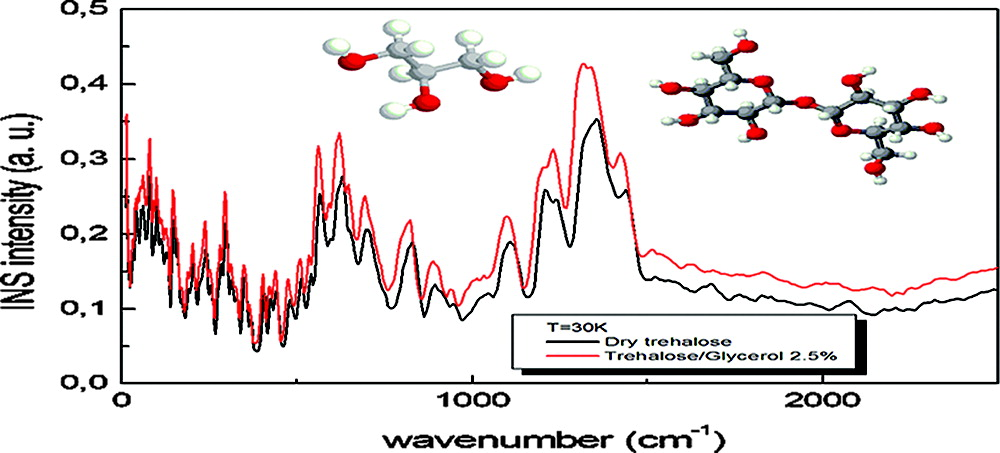 0,5
0,4
0,3
0,2
0,1
0,0
INS intensity (a. u.)
T=30K
Dry trehalose
Trehalose/Glycerol 2.5%
0
1000
2000
wavenumber (cm⁻¹)